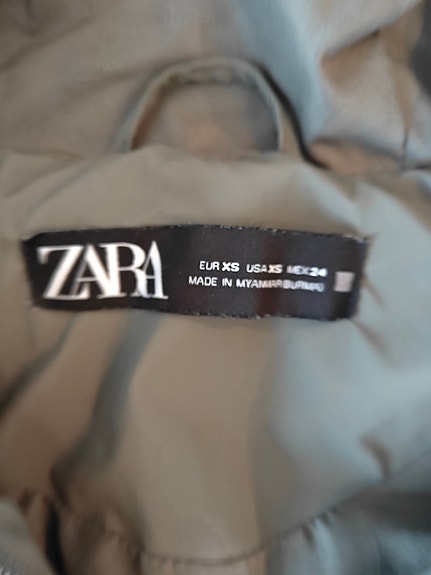 ZARA
EUR XS USA XS MEX 24
MADE IN MYANMAR (BURMA)